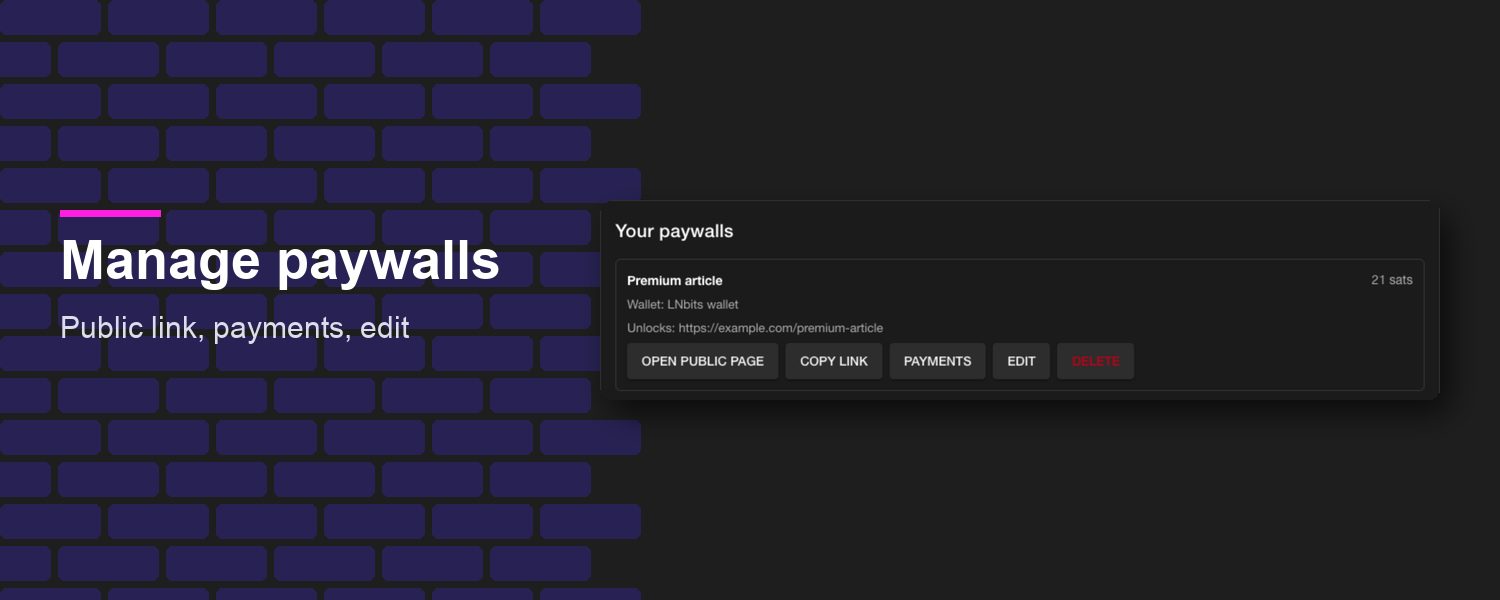 Manage paywalls
Public link, payments, edit
Your paywalls
Premium article 21 sats
Wallet: LNbits wallet
Unlocks: https://example.com/premium-article
OPEN PUBLIC PAGE COPY LINK PAYMENTS EDIT DELETE